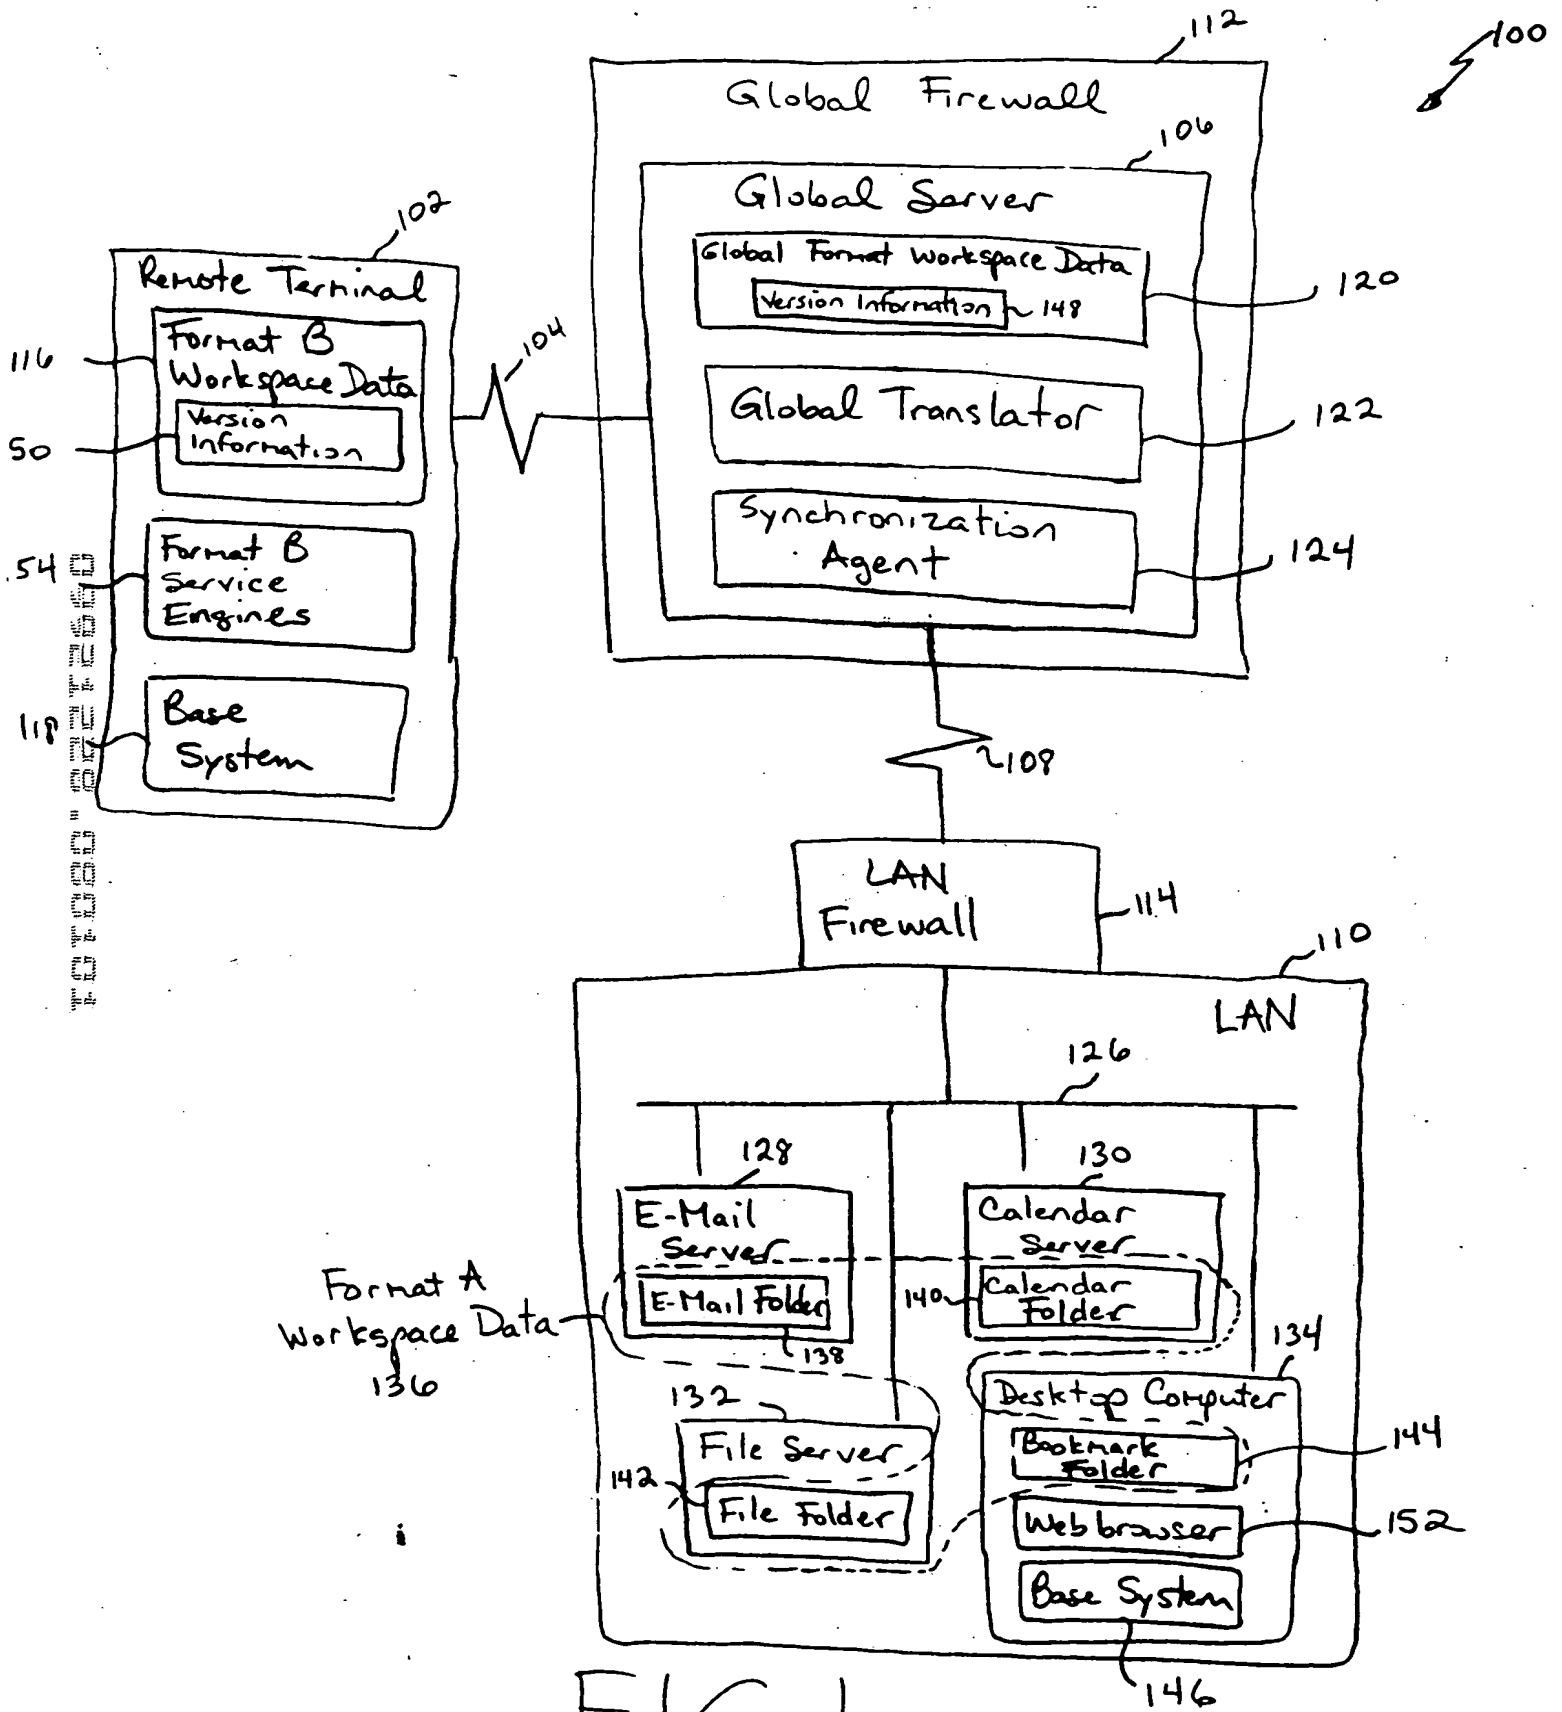 100
112
Global Firewall
106
Global Server
Global Format Workspace Data
Version Information
148
120
Global Translator
122
Synchronization
Agent
124
102
Remote Terminal
Format B
Workspace Data
116
Version
Information
50
Format B
Service
Engines
54
Base
System
118
104
108
LAN
Firewall
114
110
LAN
126
128
E-Mail
Server
E-Mail Folder
138
130
Calendar
Server
140
Calendar
Folder
Format A
Workspace Data
136
132
File Server
142
File Folder
134
Desktop Computer
Bookmark
Folder
144
Web browser
152
Base System
146